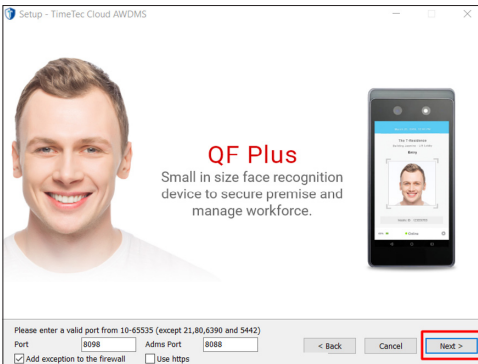 Setup - TimeTec Cloud AWDMS
QF Plus
Small in size face recognition
device to secure premise and
manage workforce.
Please enter a valid port from 10-65535 (except 21,80,6390 and 5442)
Port 8098 Adms Port 8088 < Back Cancel Next >
Add exception to the firewall Use https